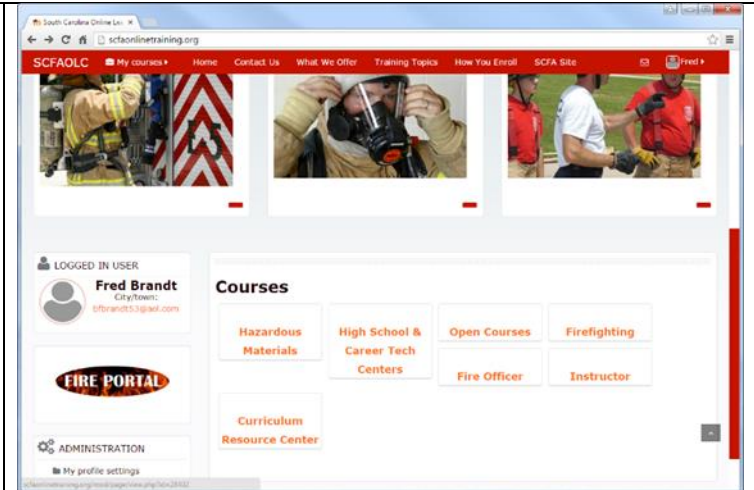 South Carolina Online Lea
scfaonlinetraining.org
SCFAOLC My courses Home Contact Us What We Offer Training Topics How You Enroll SCFA Site Fred
LOGGED IN USER
Fred Brandt
City/town:
FIRE PORTAL
ADMINISTRATION
My profile settings
Courses
Hazardous
Materials
High School &
Career Tech
Centers
Open Courses
Firefighting
Fire Officer
Instructor
Curriculum
Resource Center